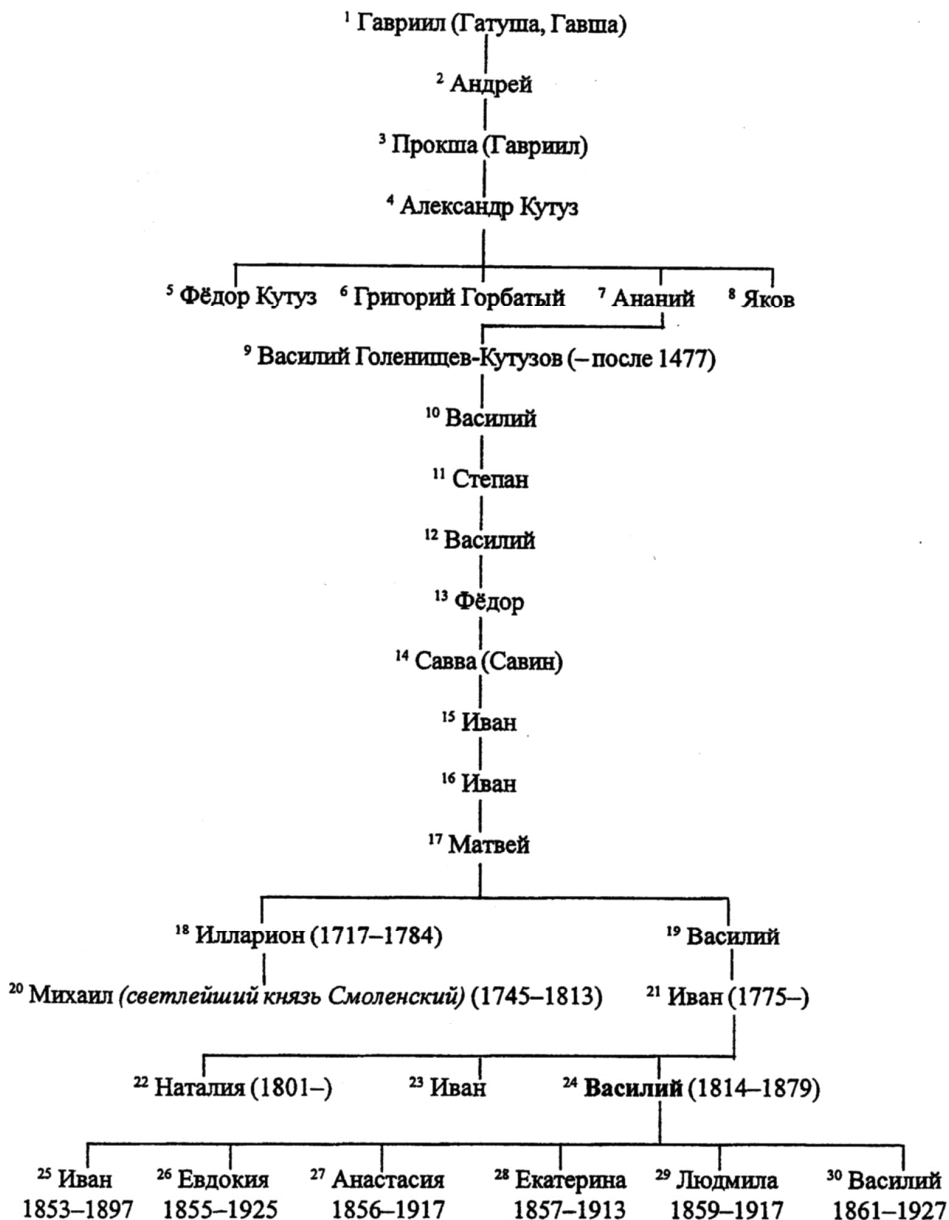 1 Гавриил (Гатуша, Гавша)
2 Андрей
3 Прокша (Гавриил)
4 Александр Кутуз
5 Фёдор Кутуз 6 Григорий Горбатый 7 Ананий 8 Яков
9 Василий Голенищев-Кутузов (– после 1477)
10 Василий
11 Степан
12 Василий
13 Фёдор
14 Савва (Савин)
15 Иван
16 Иван
17 Матвей
18 Илларион (1717–1784) 19 Василий
20 Михаил (светлейший князь Смоленский) (1745–1813) 21 Иван (1775–)
22 Наталия (1801–) 23 Иван 24 Василий (1814–1879)
25 Иван 26 Евдокия 27 Анастасия 28 Екатерина 29 Людмила 30 Василий
1853–1897 1855–1925 1856–1917 1857–1913 1859–1917 1861–1927